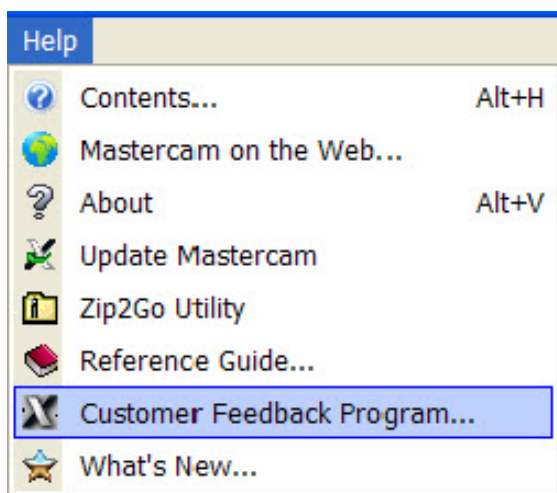 Help
Contents... Alt+H
Mastercam on the Web...
About Alt+V
Update Mastercam
Zip2Go Utility
Reference Guide...
Customer Feedback Program...
What's New...